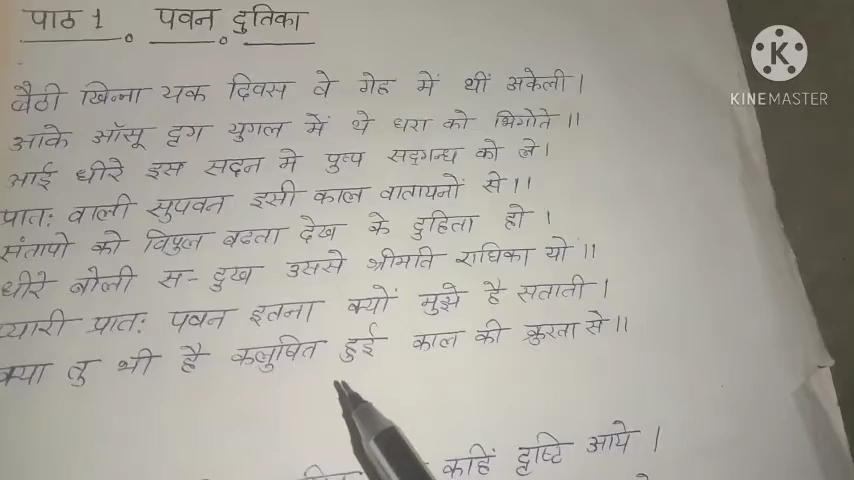 पाठ 1 पवन दुतिका
बैठी खिन्ना यक दिवस वे गेह में थीं अकेली।
आके आँसू दृग युगल में थे धरा को भिगोते॥
आई धीरे इस सदन मे पुष्प सद्गन्ध को ले।
प्रातः वाली सुपवन इसी काल वातायनों से॥
संतापो को विपुल बढता देख के दुहिता हो।
धीरे बोली स-दुख उससे श्रीमति राधिका यो॥
प्यारी प्रातः पवन इतना क्यों मुझे है सताती।
क्या तु भी है कलुषित हुई काल की क्रुरता से॥
कहिं दृष्टि आये।
K
KINEMASTER